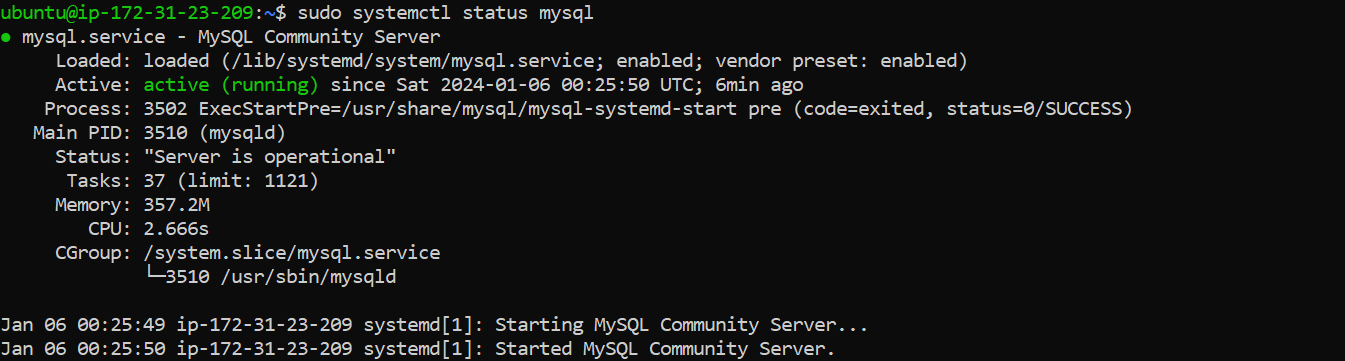 ubuntu@ip-172-31-23-209:~$ sudo systemctl status mysql
● mysql.service - MySQL Community Server
     Loaded: loaded (/lib/systemd/system/mysql.service; enabled; vendor preset: enabled)
     Active: active (running) since Sat 2024-01-06 00:25:50 UTC; 6min ago
    Process: 3502 ExecStartPre=/usr/share/mysql/mysql-systemd-start pre (code=exited, status=0/SUCCESS)
   Main PID: 3510 (mysqld)
     Status: "Server is operational"
      Tasks: 37 (limit: 1121)
     Memory: 357.2M
        CPU: 2.666s
     CGroup: /system.slice/mysql.service
             └─3510 /usr/sbin/mysqld

Jan 06 00:25:49 ip-172-31-23-209 systemd[1]: Starting MySQL Community Server...
Jan 06 00:25:50 ip-172-31-23-209 systemd[1]: Started MySQL Community Server.